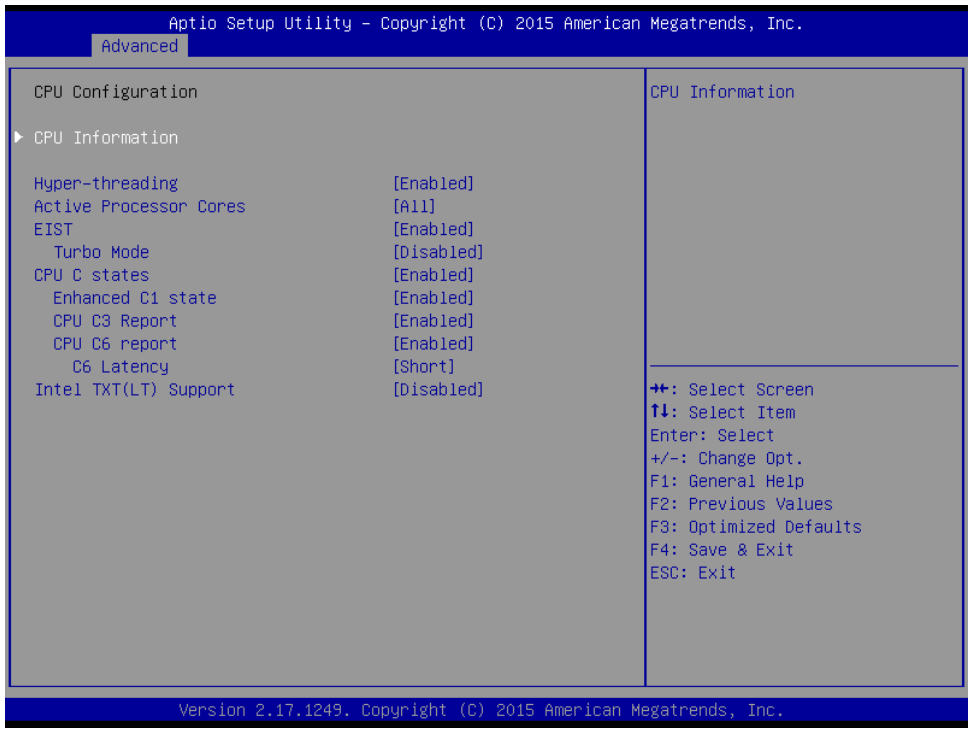 Aptio Setup Utility – Copyright (C) 2015 American Megatrends, Inc.
Advanced
CPU Configuration
CPU Information
Hyper-threading [Enabled]
Active Processor Cores [All]
EIST [Enabled]
Turbo Mode [Disabled]
CPU C states [Enabled]
Enhanced C1 state [Enabled]
CPU C3 Report [Enabled]
CPU C6 report [Enabled]
C6 Latency [Short]
Intel TXT(LT) Support [Disabled]
CPU Information
→←: Select Screen
↑↓: Select Item
Enter: Select
+/-: Change Opt.
F1: General Help
F2: Previous Values
F3: Optimized Defaults
F4: Save & Exit
ESC: Exit
Version 2.17.1249. Copyright (C) 2015 American Megatrends, Inc.